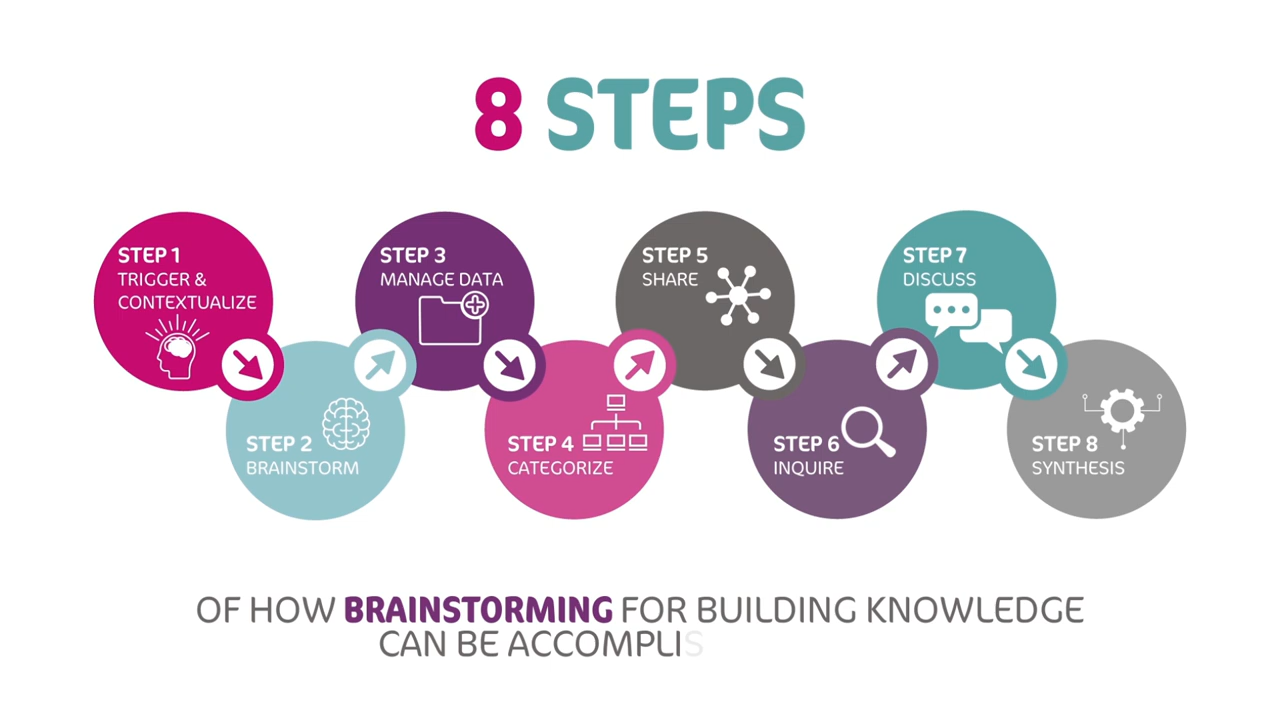 8 STEPS
STEP 1
TRIGGER &
CONTEXTUALIZE
STEP 2
BRAINSTORM
STEP 3
MANAGE DATA
STEP 4
CATEGORIZE
STEP 5
SHARE
STEP 6
INQUIRE
STEP 7
DISCUSS
STEP 8
SYNTHESIS
OF HOW BRAINSTORMING FOR BUILDING KNOWLEDGE
CAN BE ACCOMPLIS